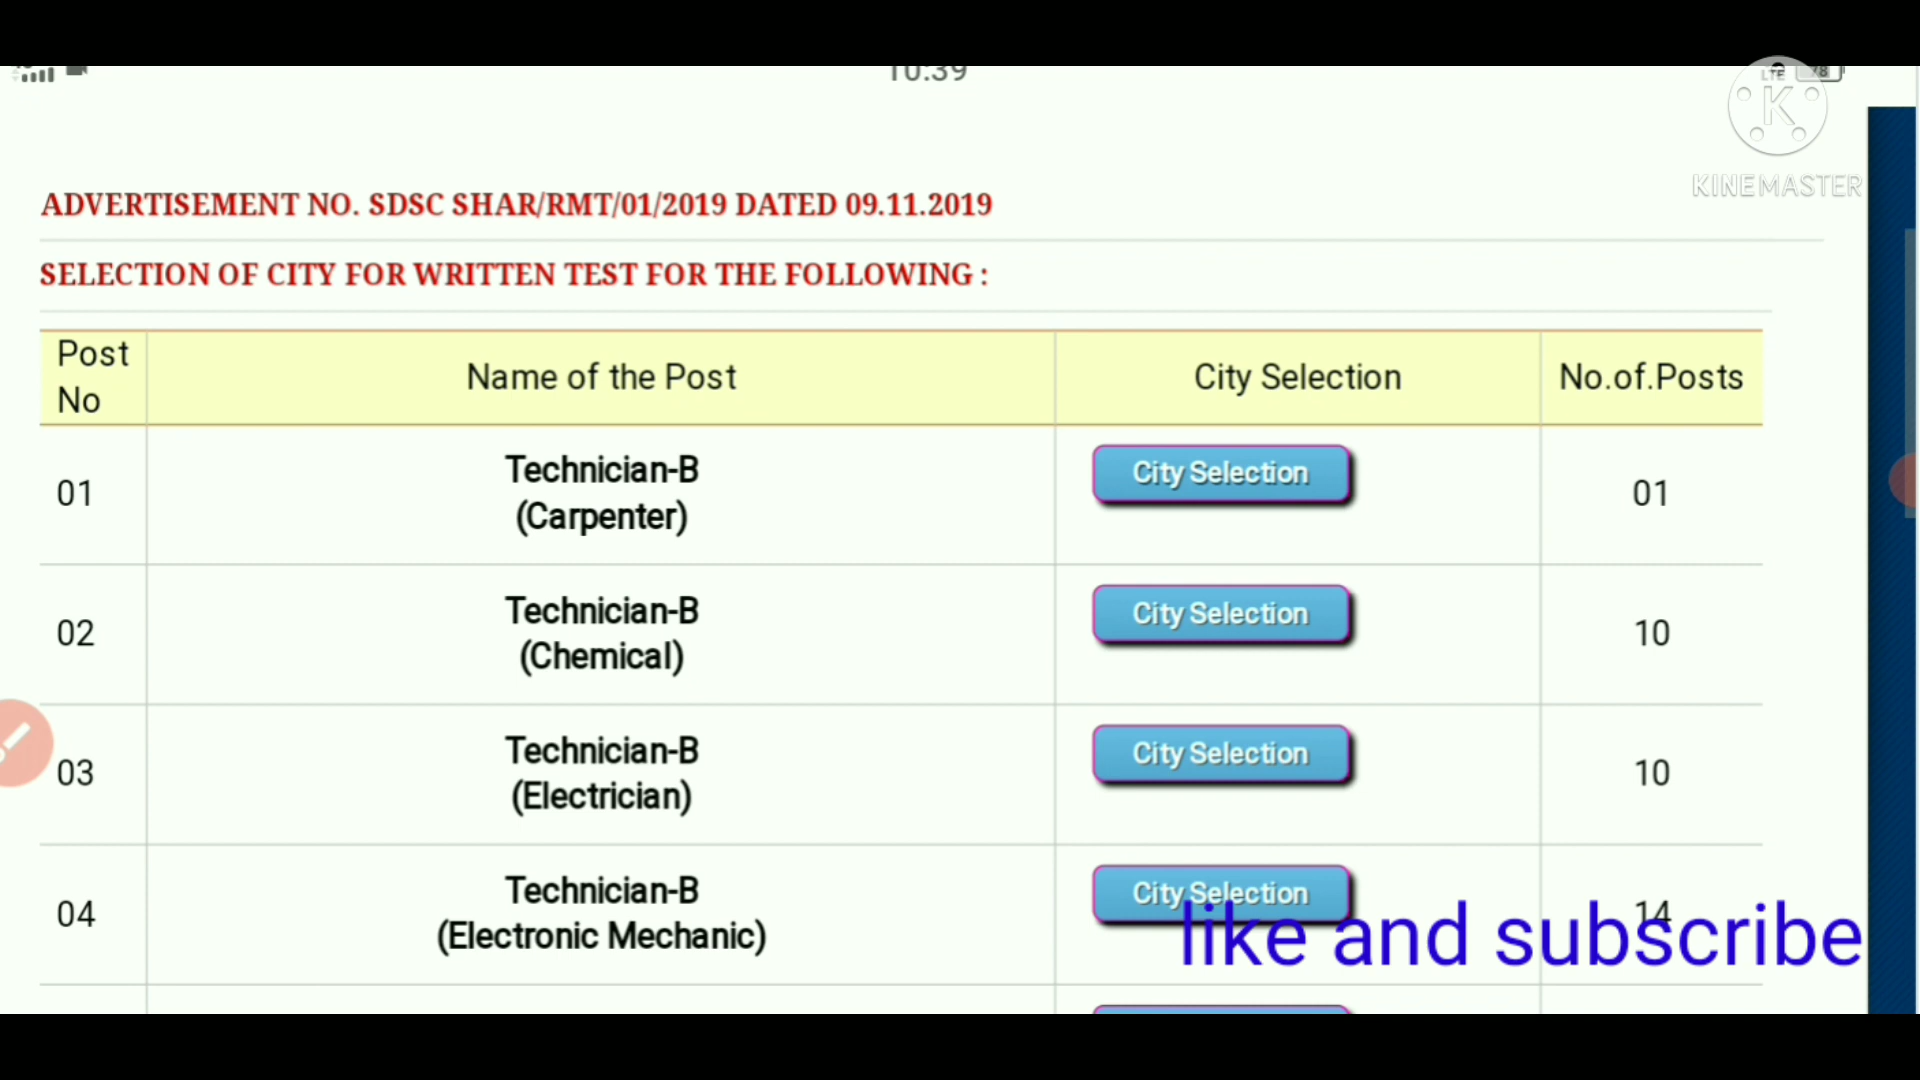 10:39
LTE 78
K
KINEMASTER
ADVERTISEMENT NO. SDSC SHAR/RMT/01/2019 DATED 09.11.2019
SELECTION OF CITY FOR WRITTEN TEST FOR THE FOLLOWING :
Post No Name of the Post City Selection No.of.Posts
01 Technician-B (Carpenter) City Selection 01
02 Technician-B (Chemical) City Selection 10
03 Technician-B (Electrician) City Selection 10
04 Technician-B (Electronic Mechanic) City Selection 14
like and subscribe